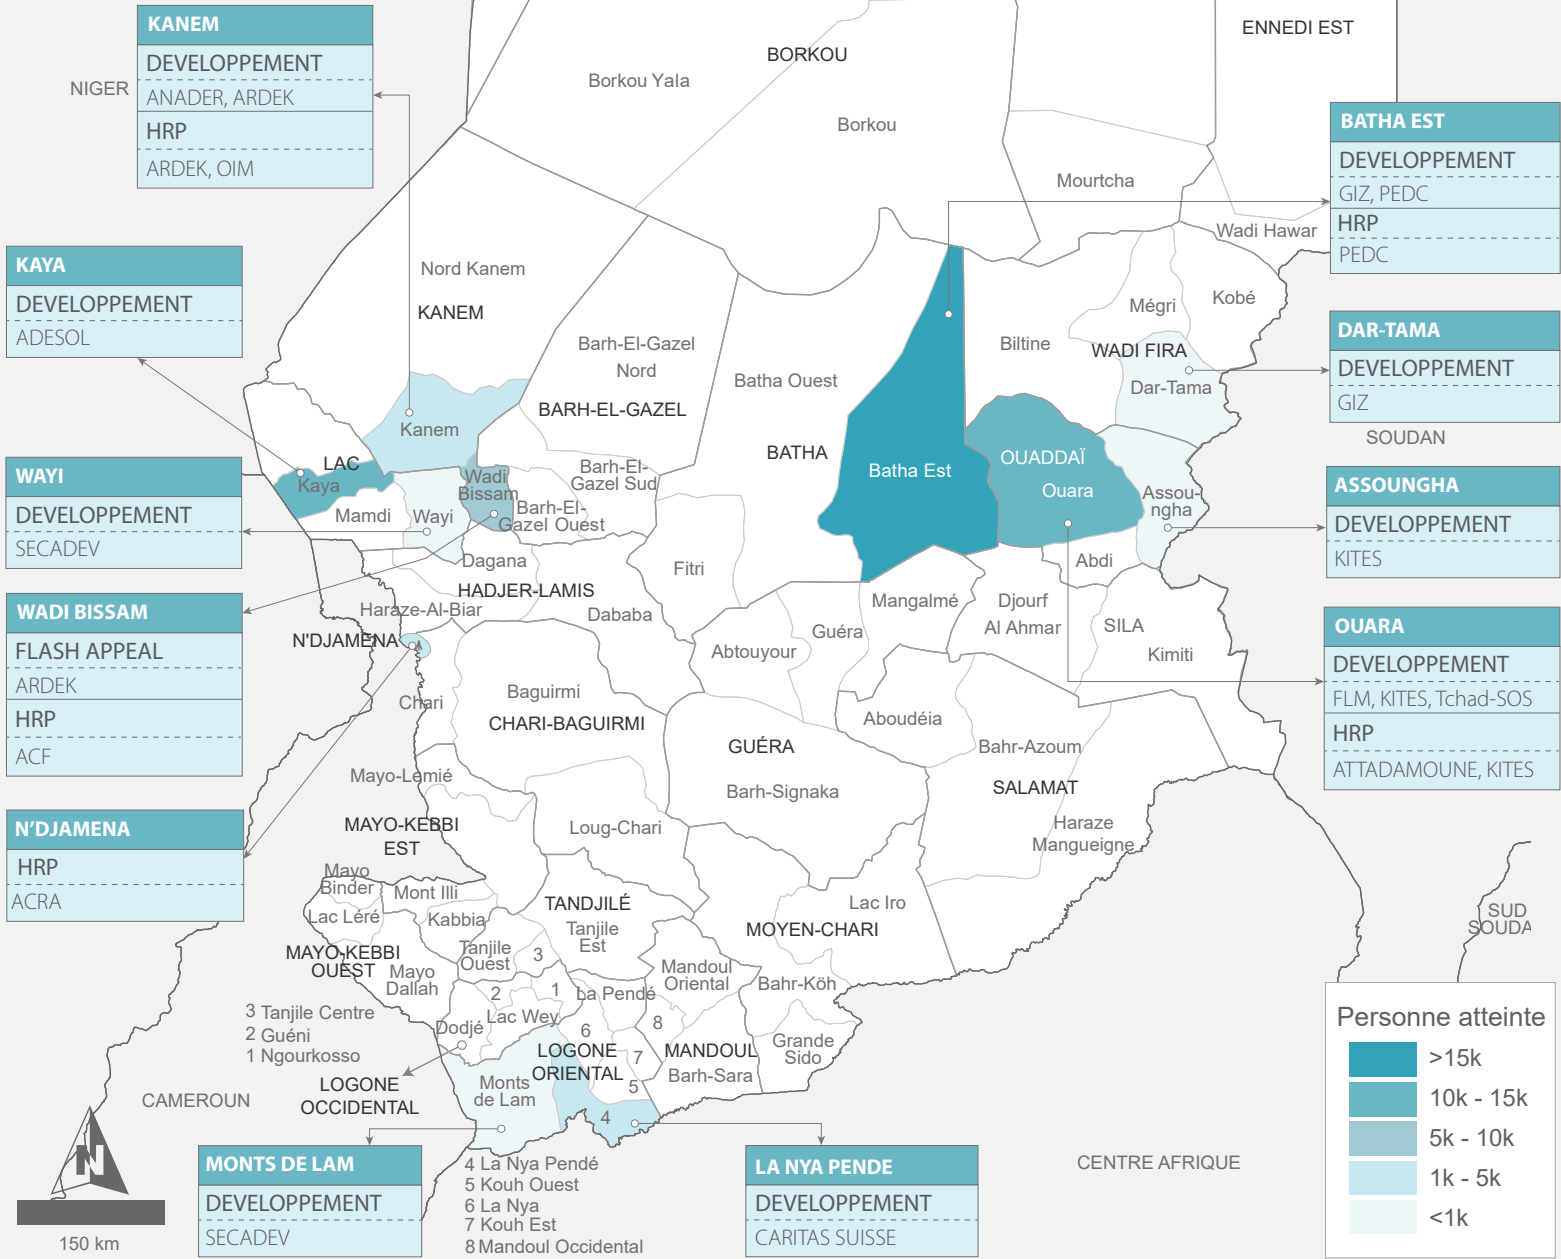 KANEM
DEVELOPPEMENT
ANADER, ARDEK
HRP
ARDEK, OIM
NIGER
KAYA
DEVELOPPEMENT
ADESOL
WAYI
DEVELOPPEMENT
SECADEV
WADI BISSAM
FLASH APPEAL
ARDEK
HRP
ACF
N'DJAMENA
HRP
ACRA
BATHA EST
DEVELOPPEMENT
GIZ, PEDC
HRP
PEDC
DAR-TAMA
DEVELOPPEMENT
GIZ
SOUDAN
ASSOUNGHA
DEVELOPPEMENT
KITES
OUARA
DEVELOPPEMENT
FLM, KITES, Tchad-SOS
HRP
ATTADAMOUNE, KITES
ENNEDI EST
BORKOU
Borkou Yala
Borkou
Mourtcha
Wadi Hawar
Nord Kanem
KANEM
Mégri
Kobé
Biltine
WADI FIRA
Dar-Tama
Barh-El-Gazel
Nord
BARH-EL-GAZEL
Batha Ouest
BATHA
Batha Est
OUADDAÏ
Ouara
Assou-
ngha
Kanem
LAC
Kaya
Mamdi
Wayi
Wadi
Bissam
Barh-El-
Gazel Sud
Barh-El-
Gazel Ouest
Dagana
HADJER-LAMIS
Haraze-Al-Biar
Dababa
Fitri
N'DJAMENA
Abdi
Mangalmé
Djourf
Al Ahmar
SILA
Kimiti
Guéra
Abtouyour
Chari
Baguirmi
CHARI-BAGUIRMI
GUÉRA
Barh-Signaka
Aboudéia
Bahr-Azoum
SALAMAT
Haraze
Mangueigne
Mayo-Lemié
MAYO-KEBBI
EST
Loug-Chari
Mayo
Binder
Mont Illi
Lac Léré
Kabbia
MAYO-KEBBI
OUEST
Mayo
Dallah
TANDJILÉ
Tanjile
Est
Tanjile
Ouest
3
Lac Iro
MOYEN-CHARI
Mandoul
Oriental
Bahr-Köh
2
1
La Pendé
Lac Wey
Dodjé
6
8
LOGONE
ORIENTAL
7
5
MANDOUL
Barh-Sara
Grande
Sido
Monts
de Lam
4
3 Tanjile Centre
2 Guéni
1 Ngourkosso
LOGONE
OCCIDENTAL
CAMEROUN
SUD
SOUDA
CENTRE AFRIQUE
N
150 km
MONTS DE LAM
DEVELOPPEMENT
SECADEV
4 La Nya Pendé
5 Kouh Ouest
6 La Nya
7 Kouh Est
8 Mandoul Occidental
LA NYA PENDE
DEVELOPPEMENT
CARITAS SUISSE
Personne atteinte
>15k
10k - 15k
5k - 10k
1k - 5k
<1k